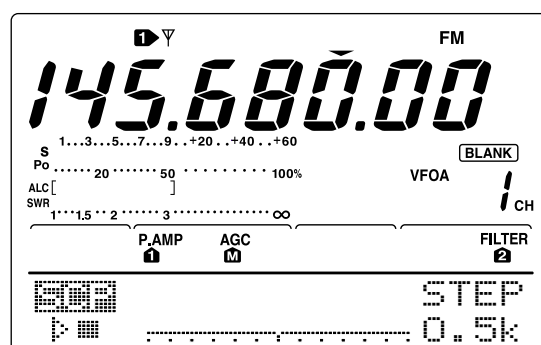 1 FM
145.680.00
S 1...3...5...7...9..+20..+40..+60
BLANK
Po 20 50 100%
VFOA 1 CH
ALC
SWR 1 1.5 2 3 ∞
P.AMP AGC FILTER
1 M 2
STEP
0.5k